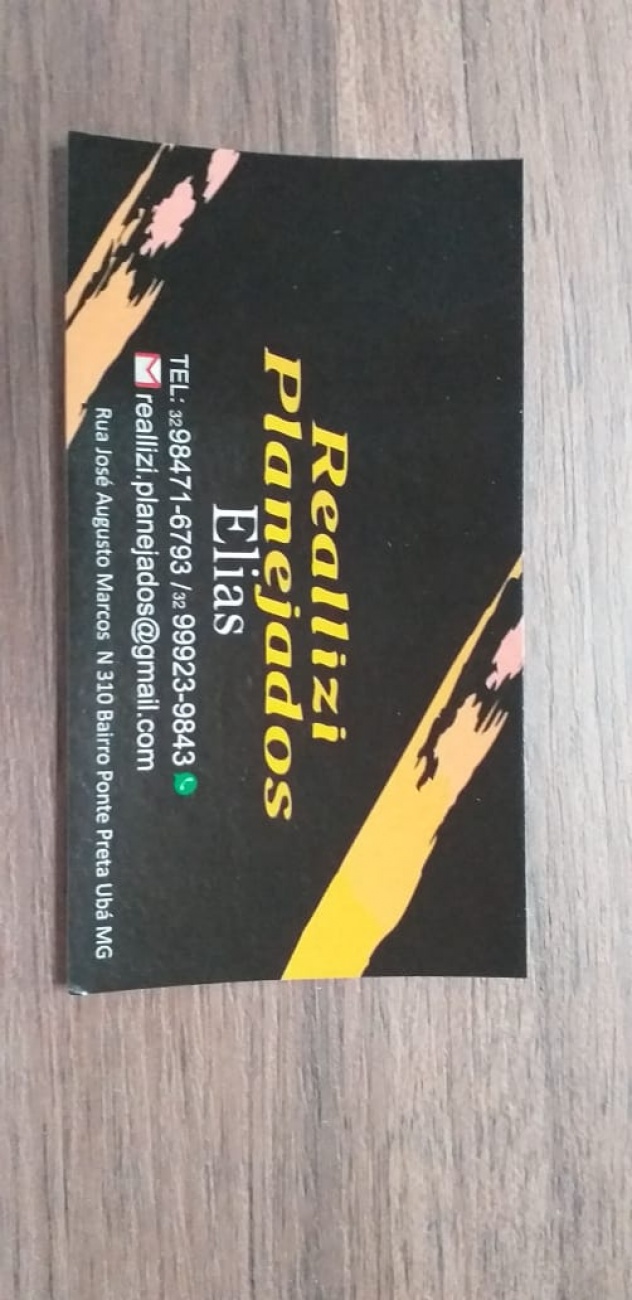 Reallizi
Planejados
Elias
TEL: 32 98471-6793 / 32 99923-9843
reallizi.planejados@gmail.com
Rua José Augusto Marcos N 310 Bairro Ponte Preta Ubá MG